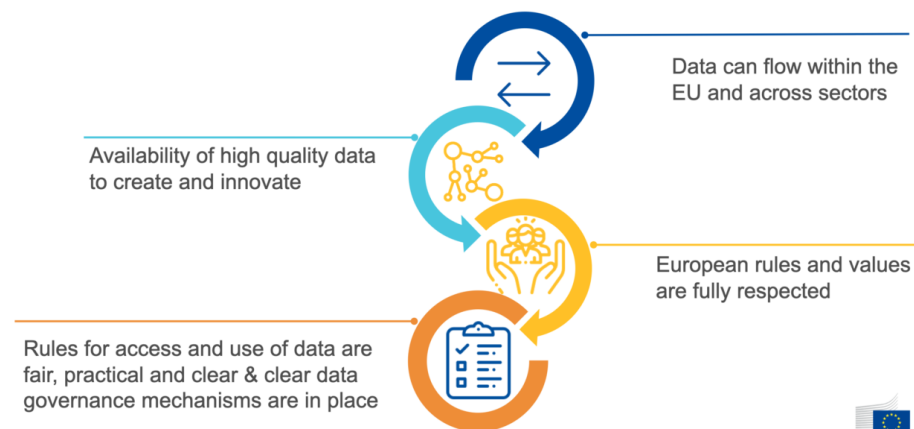 Data can flow within the
EU and across sectors
Availability of high quality data
to create and innovate
European rules and values
are fully respected
Rules for access and use of data are
fair, practical and clear & clear data
governance mechanisms are in place